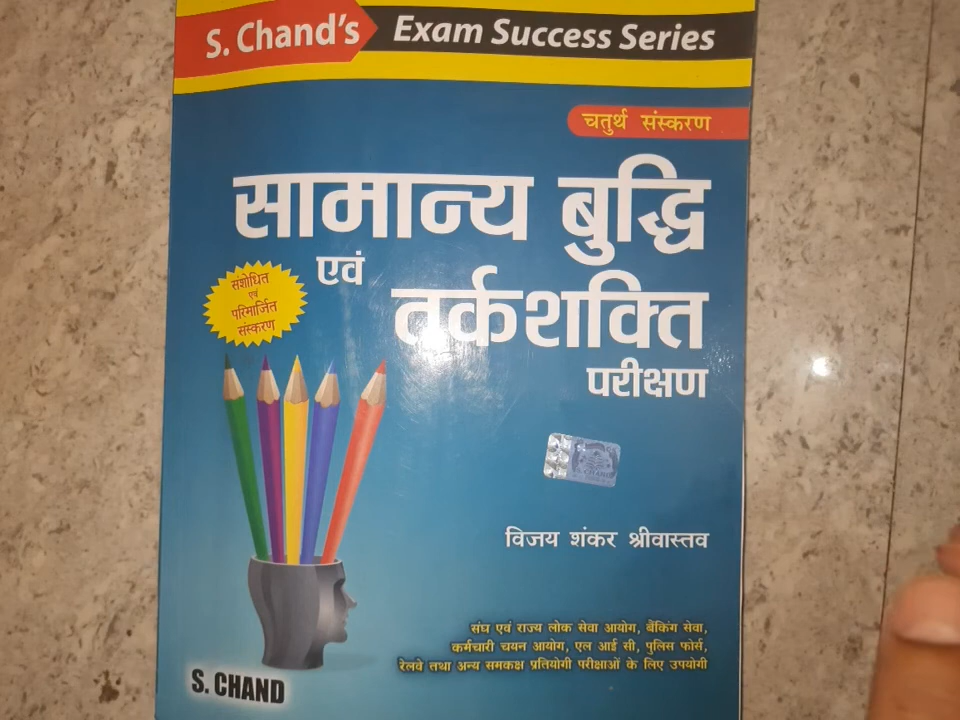 S. Chand's Exam Success Series
चतुर्थ संस्करण
सामान्य बुद्धि
एवं
तर्कशक्ति
परीक्षण
संशोधित
एवं
परिमार्जित
संस्करण
विजय शंकर श्रीवास्तव
संघ एवं राज्य लोक सेवा आयोग, बैंकिंग सेवा,
कर्मचारी चयन आयोग, एल आई सी, पुलिस फोर्स,
रेलवे तथा अन्य समकक्ष प्रतियोगी परीक्षाओं के लिए उपयोगी
S. CHAND